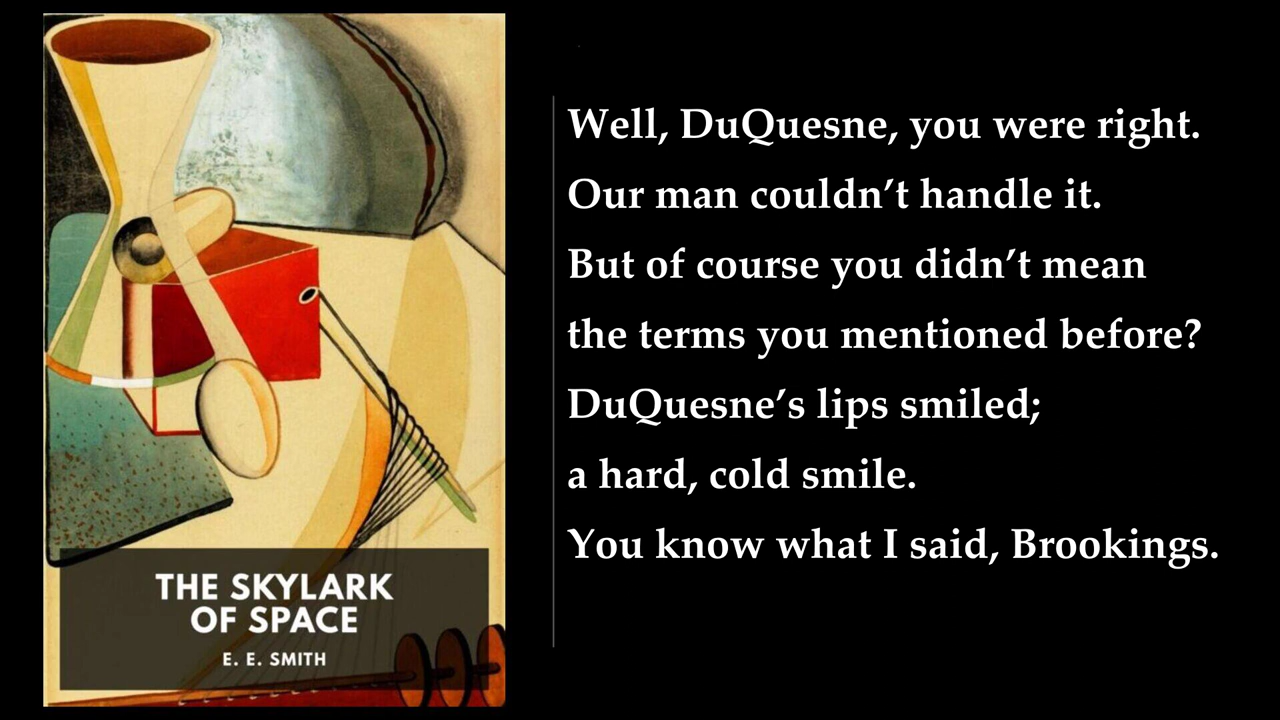 THE SKYLARK
OF SPACE
E. E. SMITH
Well, DuQuesne, you were right.
Our man couldn’t handle it.
But of course you didn’t mean
the terms you mentioned before?
DuQuesne’s lips smiled;
a hard, cold smile.
You know what I said, Brookings.